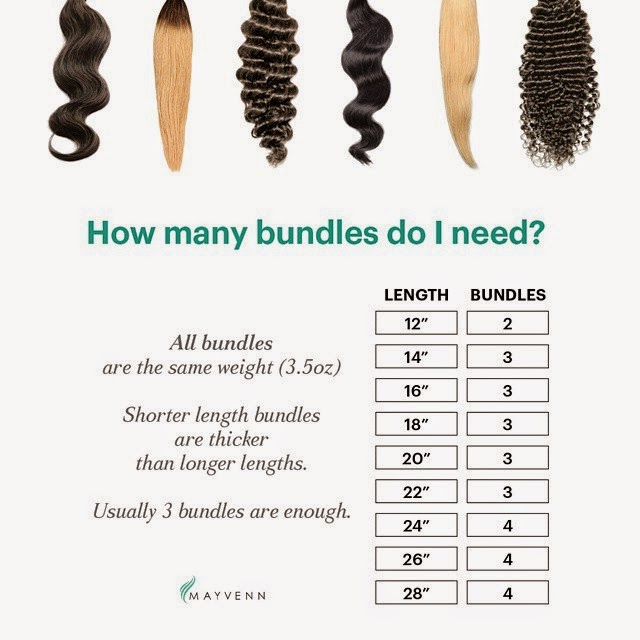 How many bundles do I need?
All bundles
are the same weight (3.5oz)
Shorter length bundles
are thicker
than longer lengths.
Usually 3 bundles are enough.
MAYVENN
LENGTH BUNDLES
12” 2
14” 3
16” 3
18” 3
20” 3
22” 3
24” 4
26” 4
28” 4